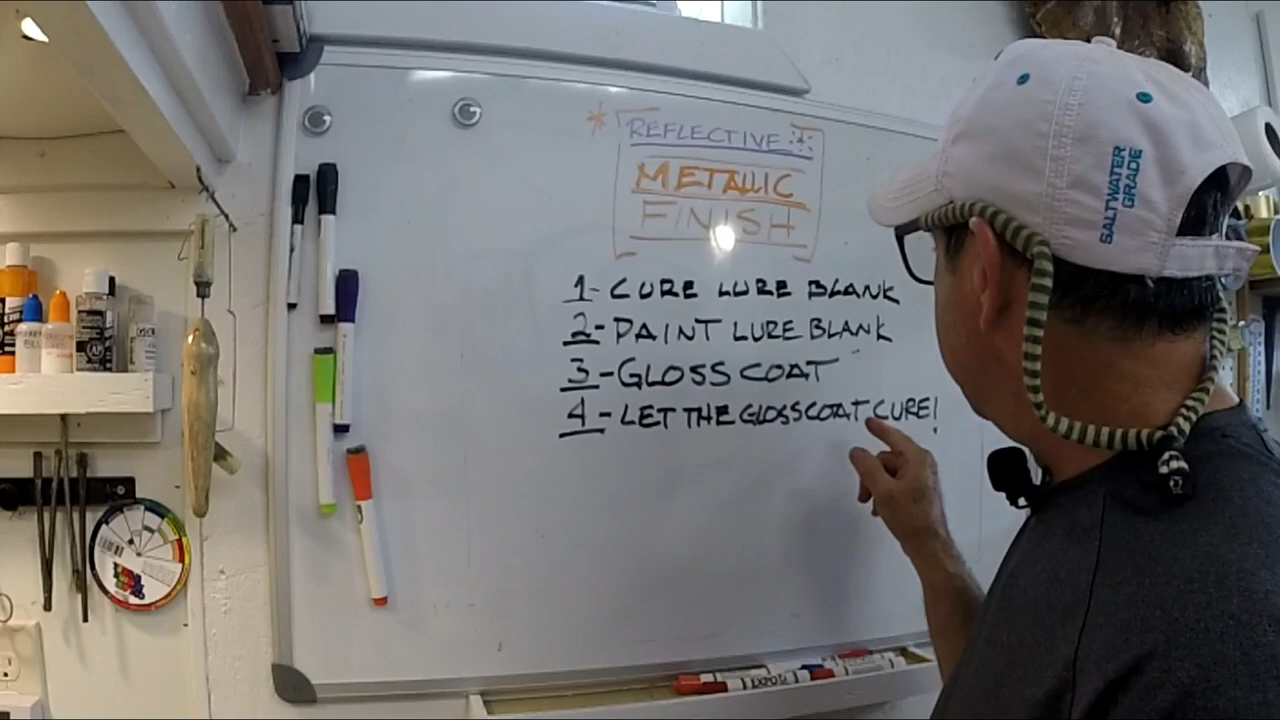 REFLECTIVE
METALLIC
FINISH
1- CURE LURE BLANK
2- PAINT LURE BLANK
3- GLOSS COAT
4- LET THE GLOSSCOAT CURE!
SALTWATER
GRADE
EXPO